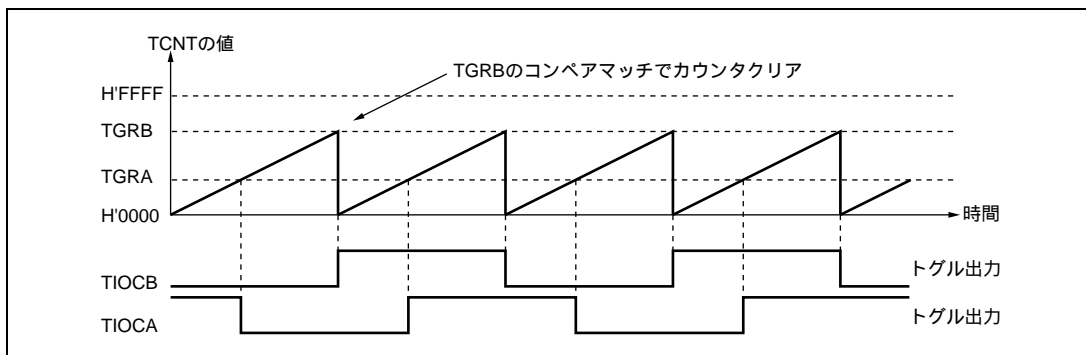 TCNTの値
TGRBのコンペアマッチでカウンタクリア
H'FFFF
TGRB
TGRA
H'0000
時間
TIOCB
トグル出力
TIOCA
トグル出力